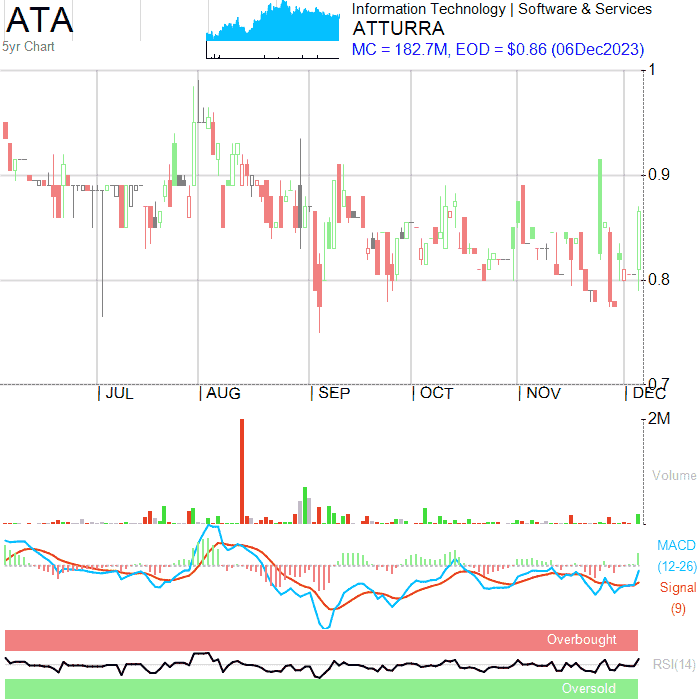 ATA
5yr Chart
Information Technology | Software & Services
ATTURRA
MC = 182.7M, EOD = $0.86 (06Dec2023)
1
0.9
0.8
0.7
| JUL | AUG | SEP | OCT | NOV | DEC
2M
Volume
MACD
(12-26)
Signal
(9)
Overbought
RSI(14)
Oversold